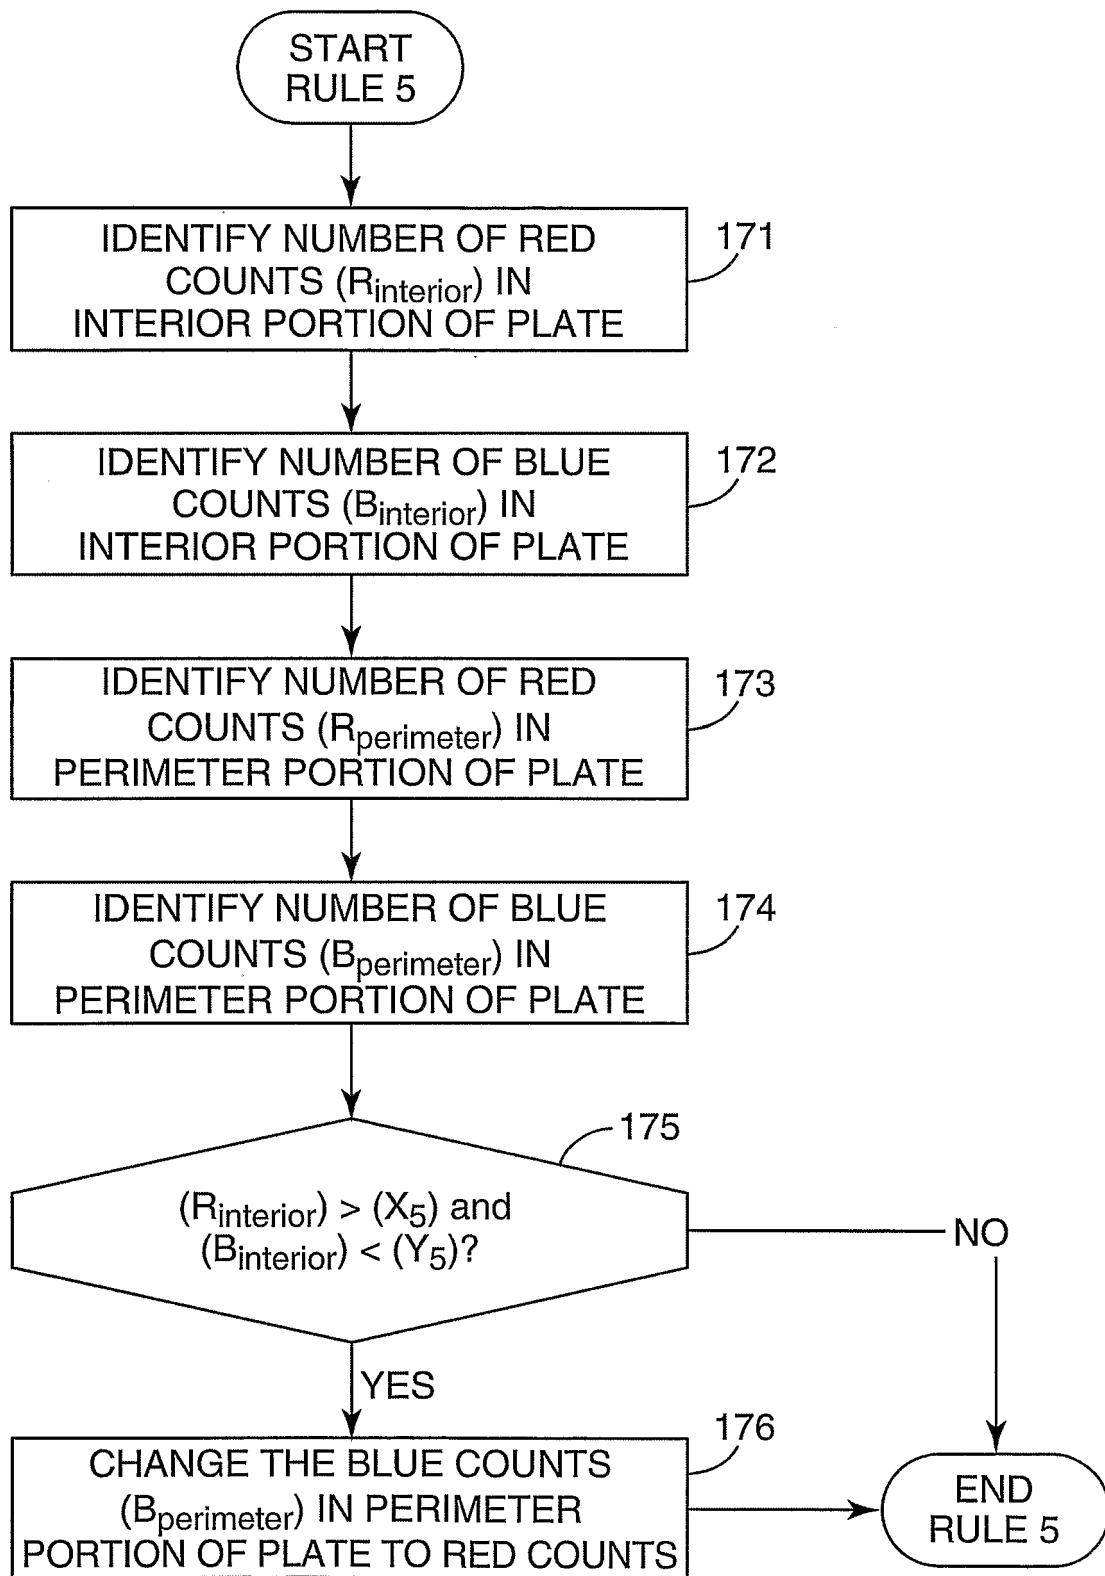 START
RULE 5
IDENTIFY NUMBER OF RED
COUNTS (Rinterior) IN
INTERIOR PORTION OF PLATE
171
IDENTIFY NUMBER OF BLUE
COUNTS (Binterior) IN
INTERIOR PORTION OF PLATE
172
IDENTIFY NUMBER OF RED
COUNTS (Rperimeter) IN
PERIMETER PORTION OF PLATE
173
IDENTIFY NUMBER OF BLUE
COUNTS (Bperimeter) IN
PERIMETER PORTION OF PLATE
174
175
(Rinterior) > (X5) and
(Binterior) < (Y5)?
NO
YES
176
CHANGE THE BLUE COUNTS
(Bperimeter) IN PERIMETER
PORTION OF PLATE TO RED COUNTS
END
RULE 5